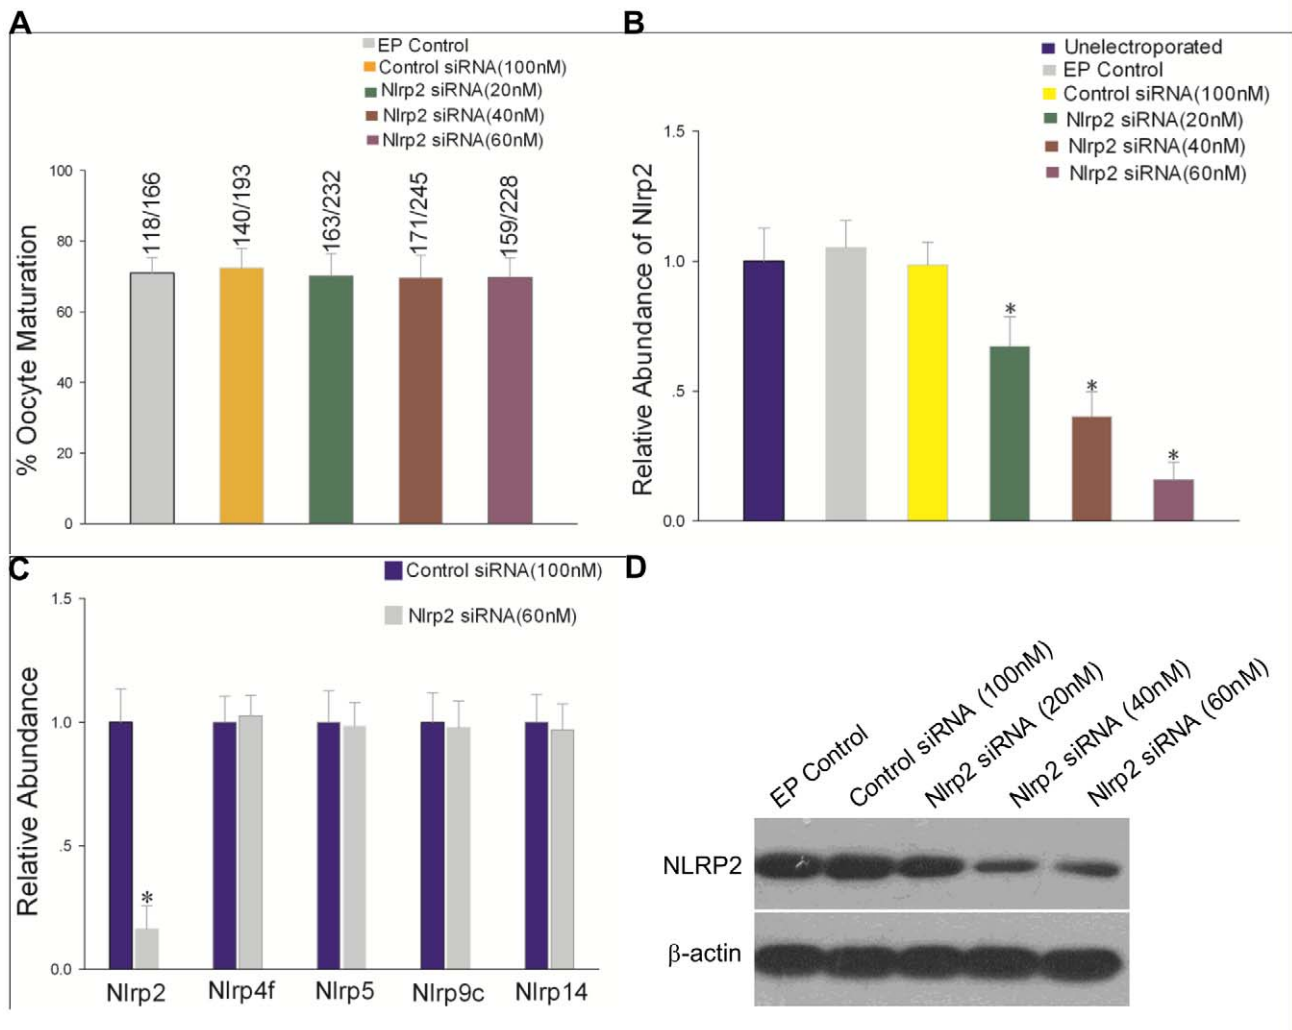 A
EP Control
Control siRNA(100nM)
Nlrp2 siRNA(20nM)
Nlrp2 siRNA(40nM)
Nlrp2 siRNA(60nM)
% Oocyte Maturation
100
80
60
40
20
0
118/166
140/193
163/232
171/245
159/228
B
Unelectroporated
EP Control
Control siRNA(100nM)
Nlrp2 siRNA(20nM)
Nlrp2 siRNA(40nM)
Nlrp2 siRNA(60nM)
Relative Abundance of Nlrp2
1.5
1.0
.5
0.0
*
*
*
C
Control siRNA(100nM)
Nlrp2 siRNA(60nM)
Relative Abundance
1.5
1.0
.5
0.0
*
Nlrp2
Nlrp4f
Nlrp5
Nlrp9c
Nlrp14
D
EP Control
Control siRNA (100nM)
Nlrp2 siRNA (20nM)
Nlrp2 siRNA (40nM)
Nlrp2 siRNA (60nM)
NLRP2
β-actin